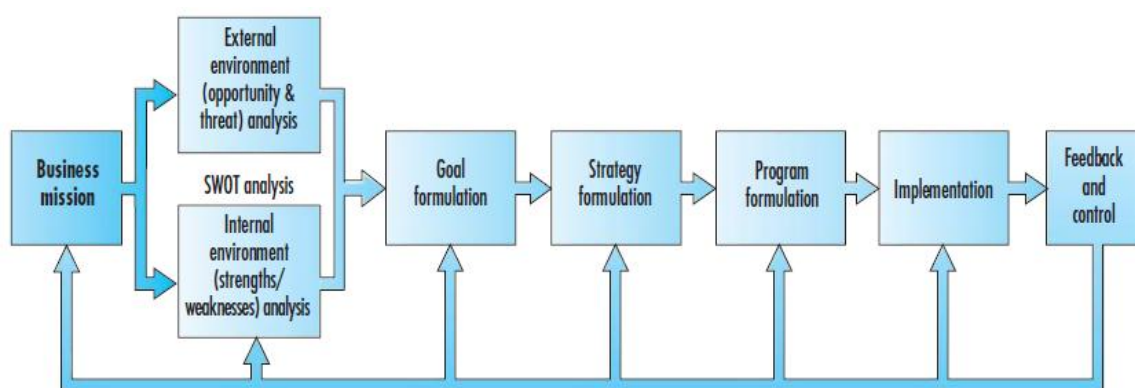 Business
mission
External
environment
(opportunity &
threat) analysis
SWOT analysis
Internal
environment
(strengths/
weaknesses) analysis
Goal
formulation
Strategy
formulation
Program
formulation
Implementation
Feedback
and
control